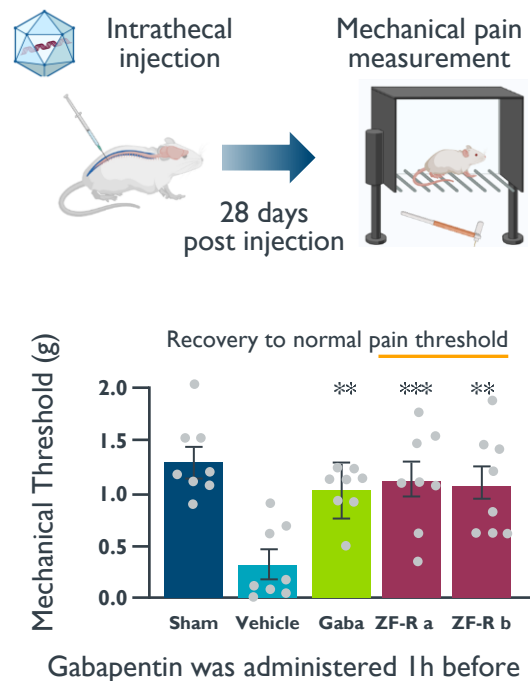 Intrathecal
injection
Mechanical pain
measurement
28 days
post injection
Recovery to normal pain threshold
Mechanical Threshold (g)
** *** **
2.0
1.5
1.0
0.5
0.0
Sham Vehicle Gaba ZF-R a ZF-R b
Gabapentin was administered 1h before